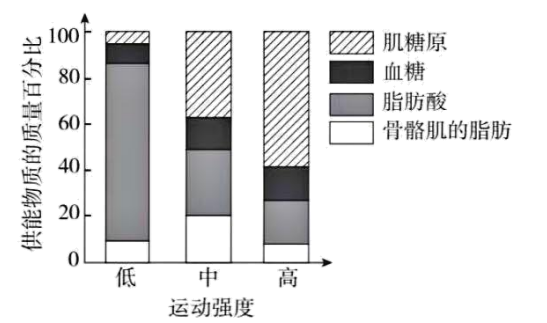 供能物质的质量百分比
100
80
60
40
20
0
低 中 高
运动强度
肌糖原
血糖
脂肪酸
骨骼肌的脂肪